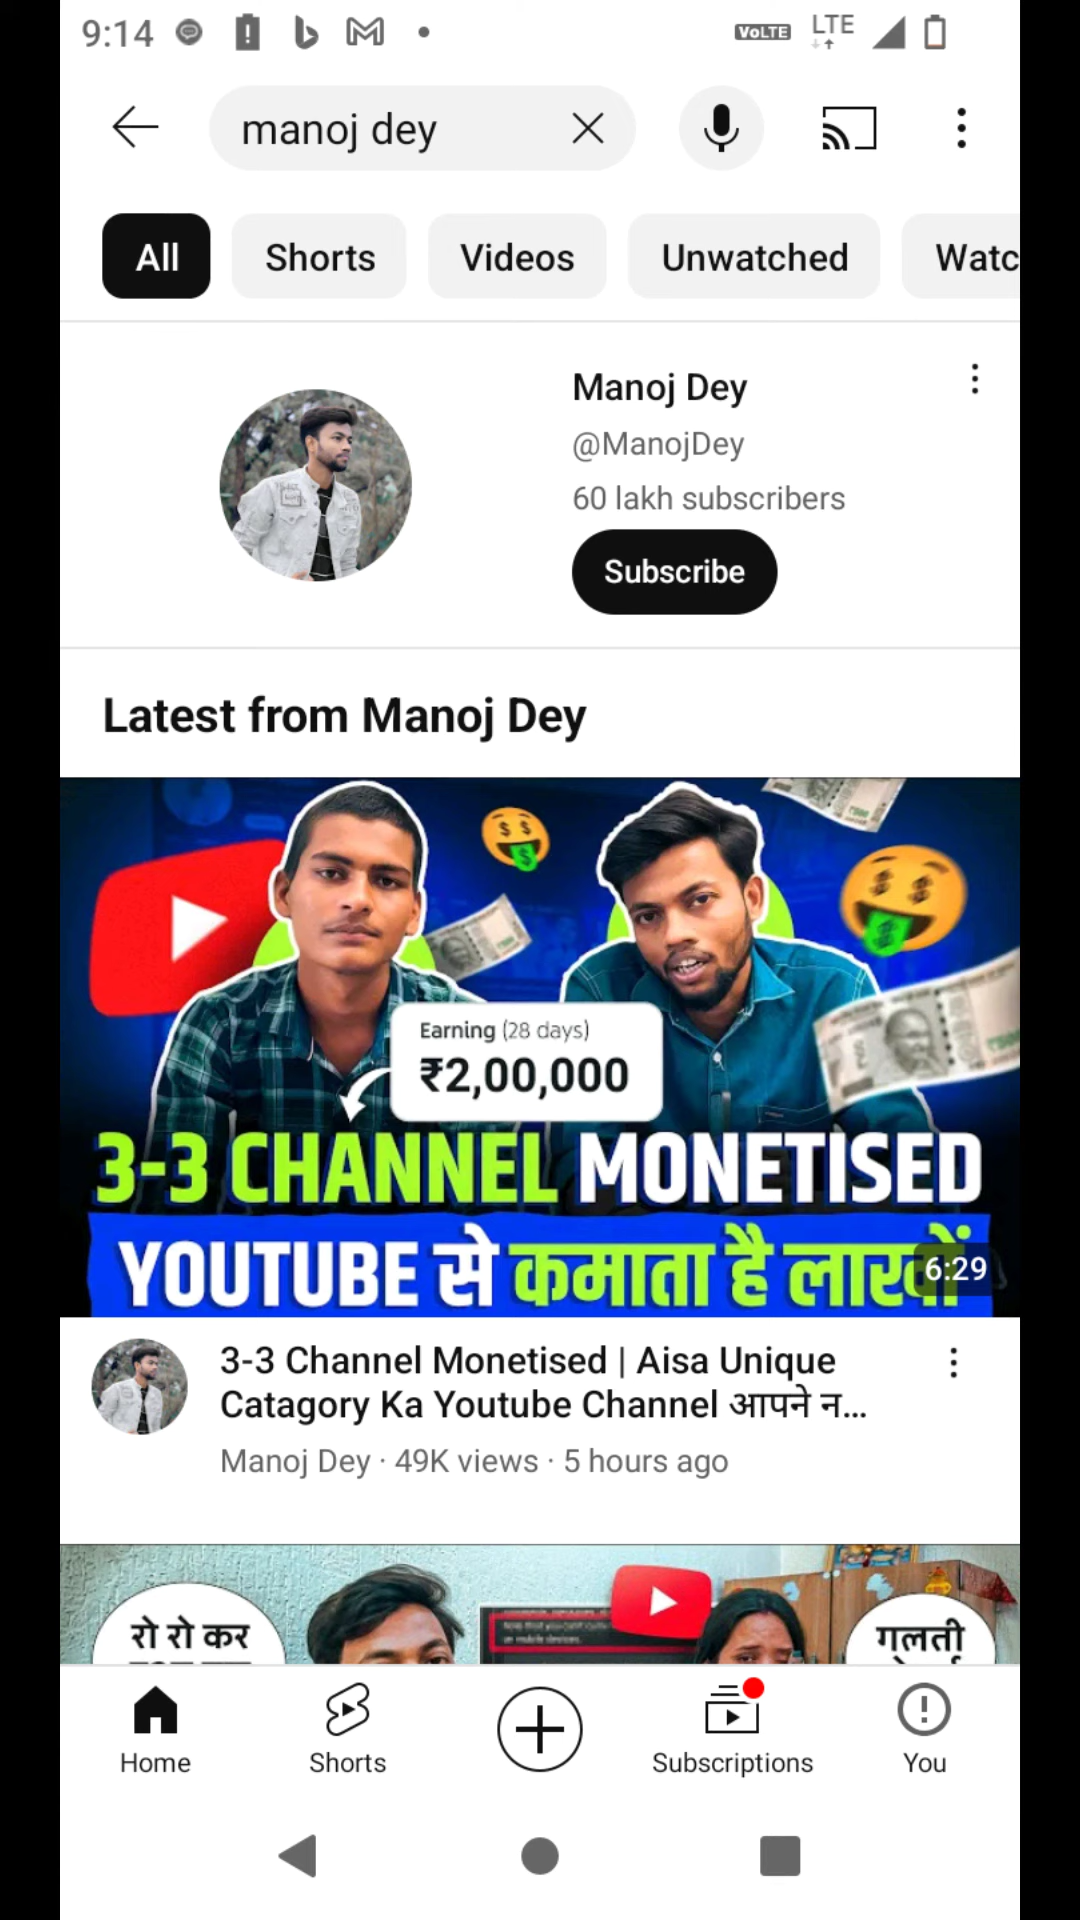 9:14
VoLTE
LTE
manoj dey
All
Shorts
Videos
Unwatched
Watc
Manoj Dey
@ManojDey
60 lakh subscribers
Subscribe
Latest from Manoj Dey
Earning (28 days)
₹2,00,000
3-3 CHANNEL MONETISED
YOUTUBE से कमाता है लाखों
6:29
3-3 Channel Monetised | Aisa Unique
Catagory Ka Youtube Channel आपने न...
Manoj Dey · 49K views · 5 hours ago
रो रो कर
गलती
Home
Shorts
Subscriptions
You